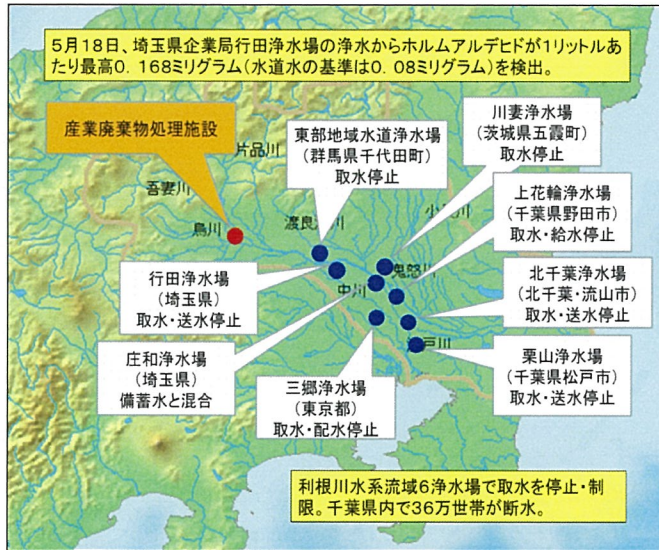 5月18日、埼玉県企業局行田浄水場の浄水からホルムアルデヒドが1リットルあ
たり最高0．168ミリグラム(水道水の基準は0．08ミリグラム)を検出。
産業廃棄物処理施設
東部地域水道浄水場
(群馬県千代田町)
取水停止
川妻浄水場
(茨城県五霞町)
取水停止
片品川
吾妻川
烏川
渡良
川
小
川
上花輪浄水場
(千葉県野田市)
取水・給水停止
行田浄水場
(埼玉県)
取水・送水停止
中川
鬼怒川
北千葉浄水場
(北千葉・流山市)
取水・送水停止
庄和浄水場
(埼玉県)
備蓄水と混合
三郷浄水場
(東京都)
取水・配水停止
戸川
栗山浄水場
(千葉県松戸市)
取水・送水停止
利根川水系流域6浄水場で取水を停止・制
限。千葉県内で36万世帯が断水。